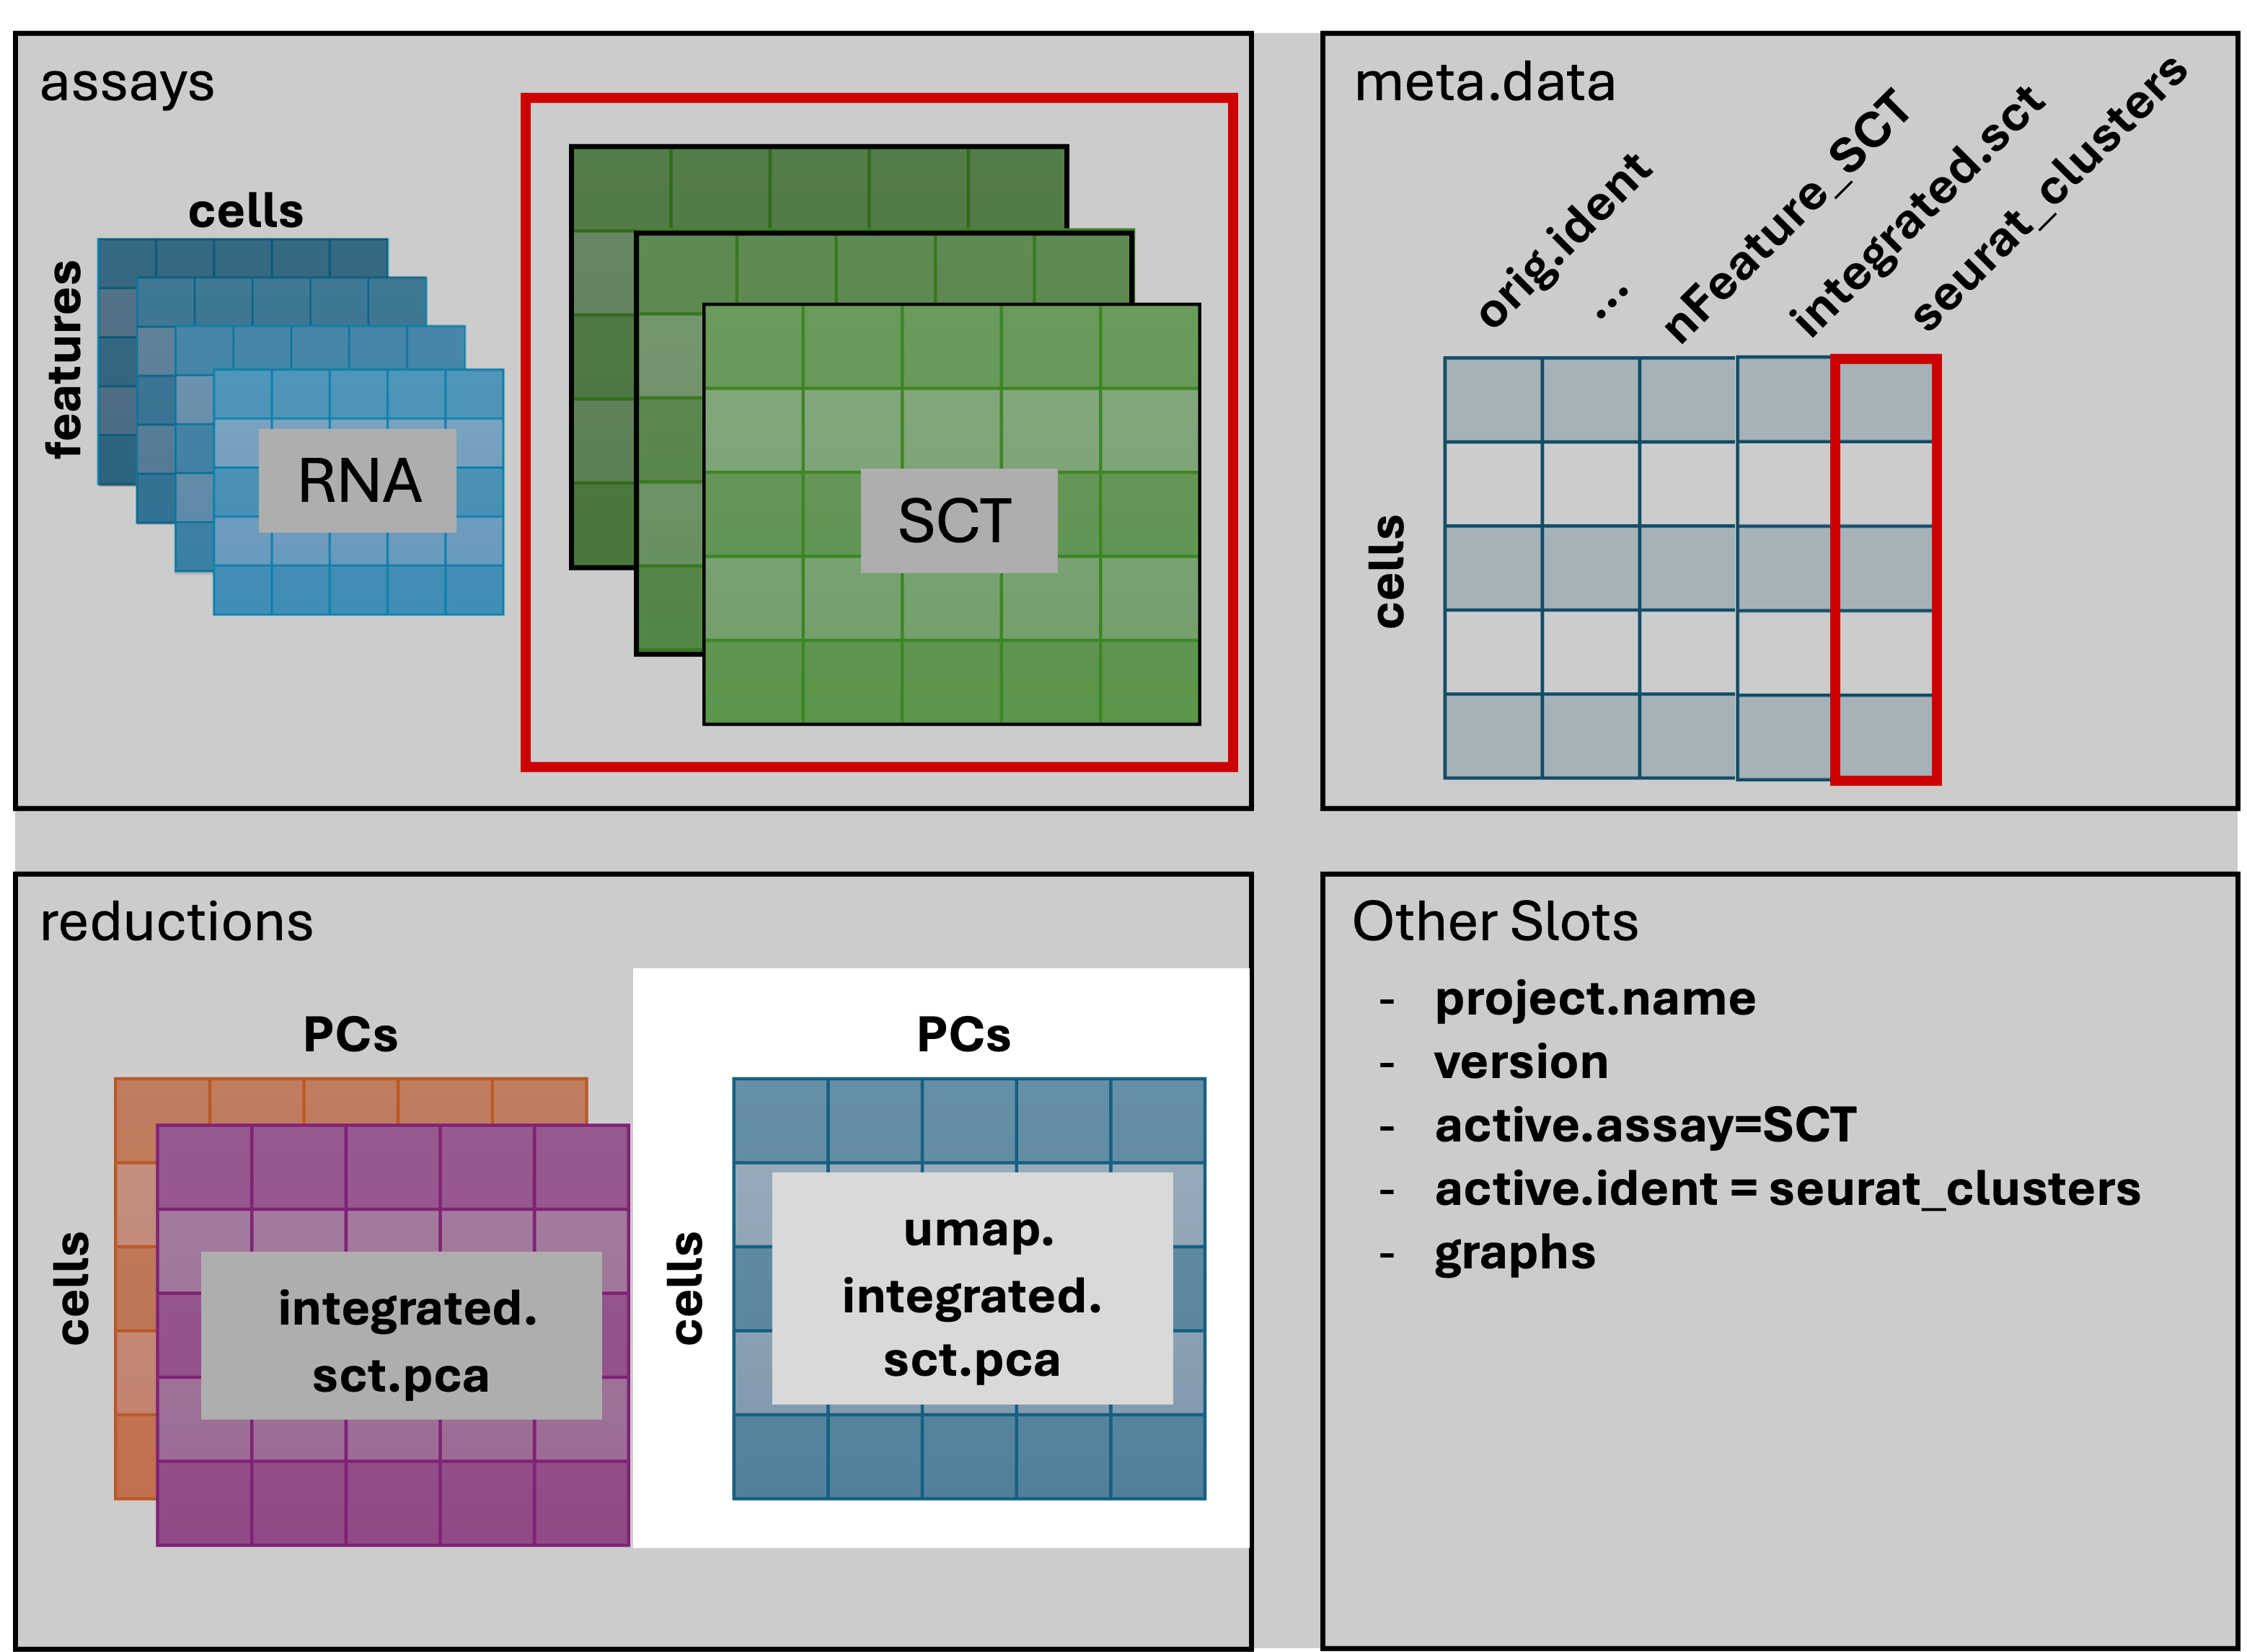 assays
cells
features
RNA
SCT
meta.data
orig.ident
...
nFeature_SCT
integrated.sct
seurat_clusters
cells
reductions
PCs
cells
integrated.
sct.pca
PCs
cells
umap.
integrated.
sct.pca
Other Slots
- project.name
- version
- active.assay=SCT
- active.ident = seurat_clusters
- graphs